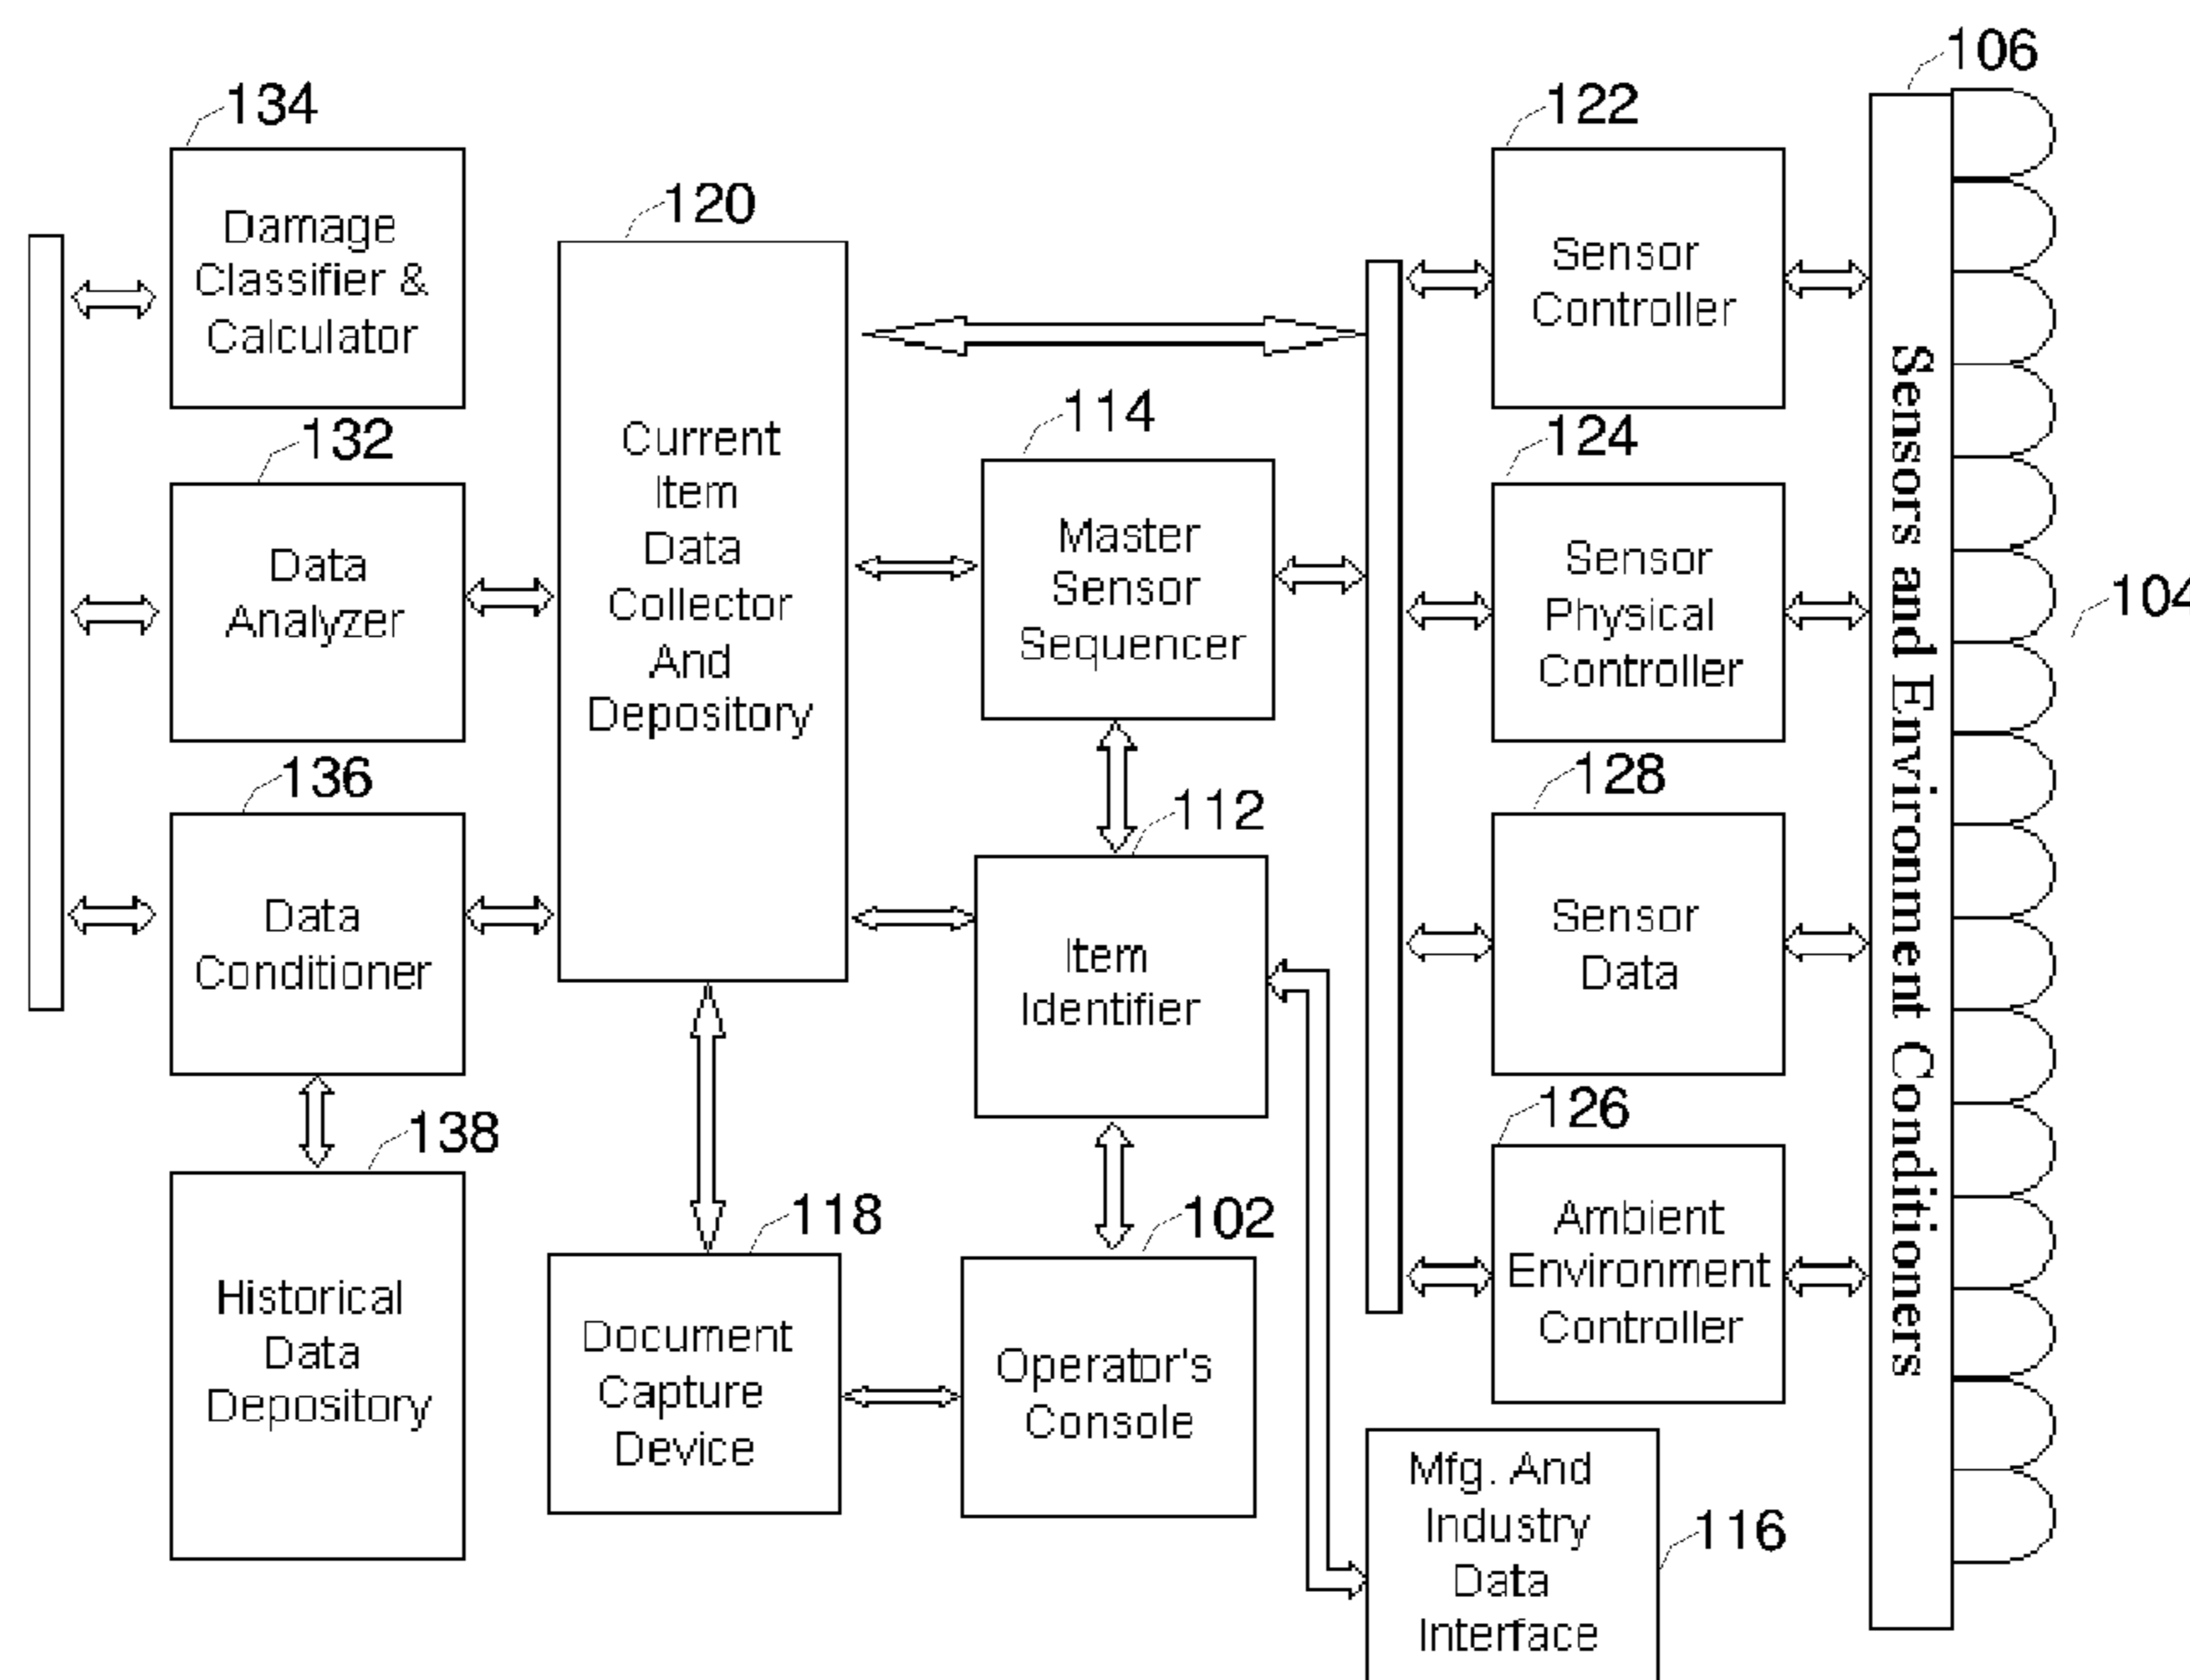 106
134
122
120
Damage
Classifier &
Calculator
Sensor
Controller
132
114
124
Current
Item
Data
Collector
And
Depository
Data
Analyzer
Master
Sensor
Sequencer
Sensor
Physical
Controller
Sensors and Environment Conditioners
104
136
112
128
Data
Conditioner
Item
Identifier
Sensor
Data
138
118
102
126
Historical
Data
Depository
Document
Capture
Device
Operator's
Console
Ambient
Environment
Controller
Mfg. And
Industry
Data
Interface
116